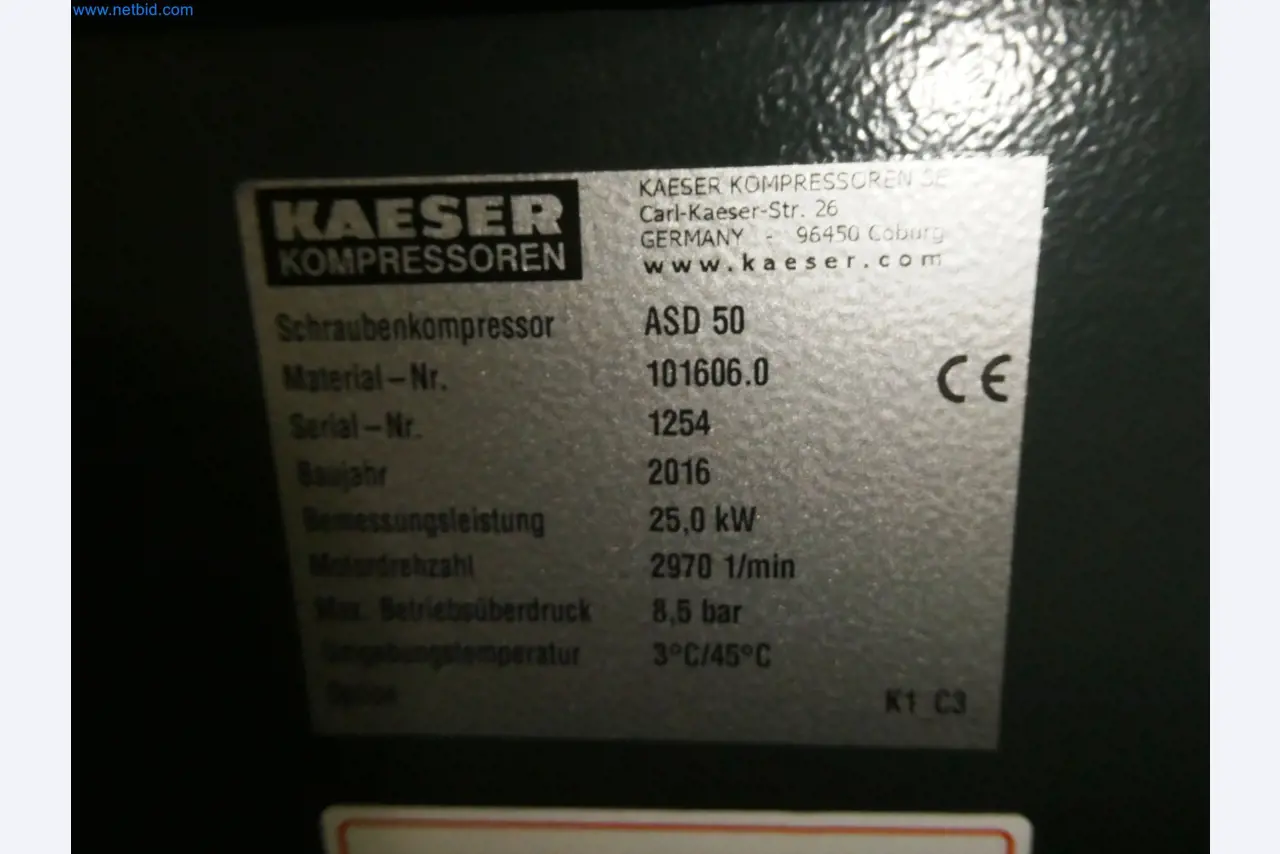 www.netbid.com
KAESER
KOMPRESSOREN
KAESER KOMPRESSOREN SE
Carl-Kaeser-Str. 26
GERMANY - 96450 Coburg
www.kaeser.com
Schraubenkompressor ASD 50
Material-Nr. 101606.0
CE
Serial-Nr. 1254
Baujahr 2016
Bemessungsleistung 25,0 kW
Motordrehzahl 2970 1/min
Max. Betriebsüberdruck 8,5 bar
Umgebungstemperatur 3°C/45°C
Option K1 C3